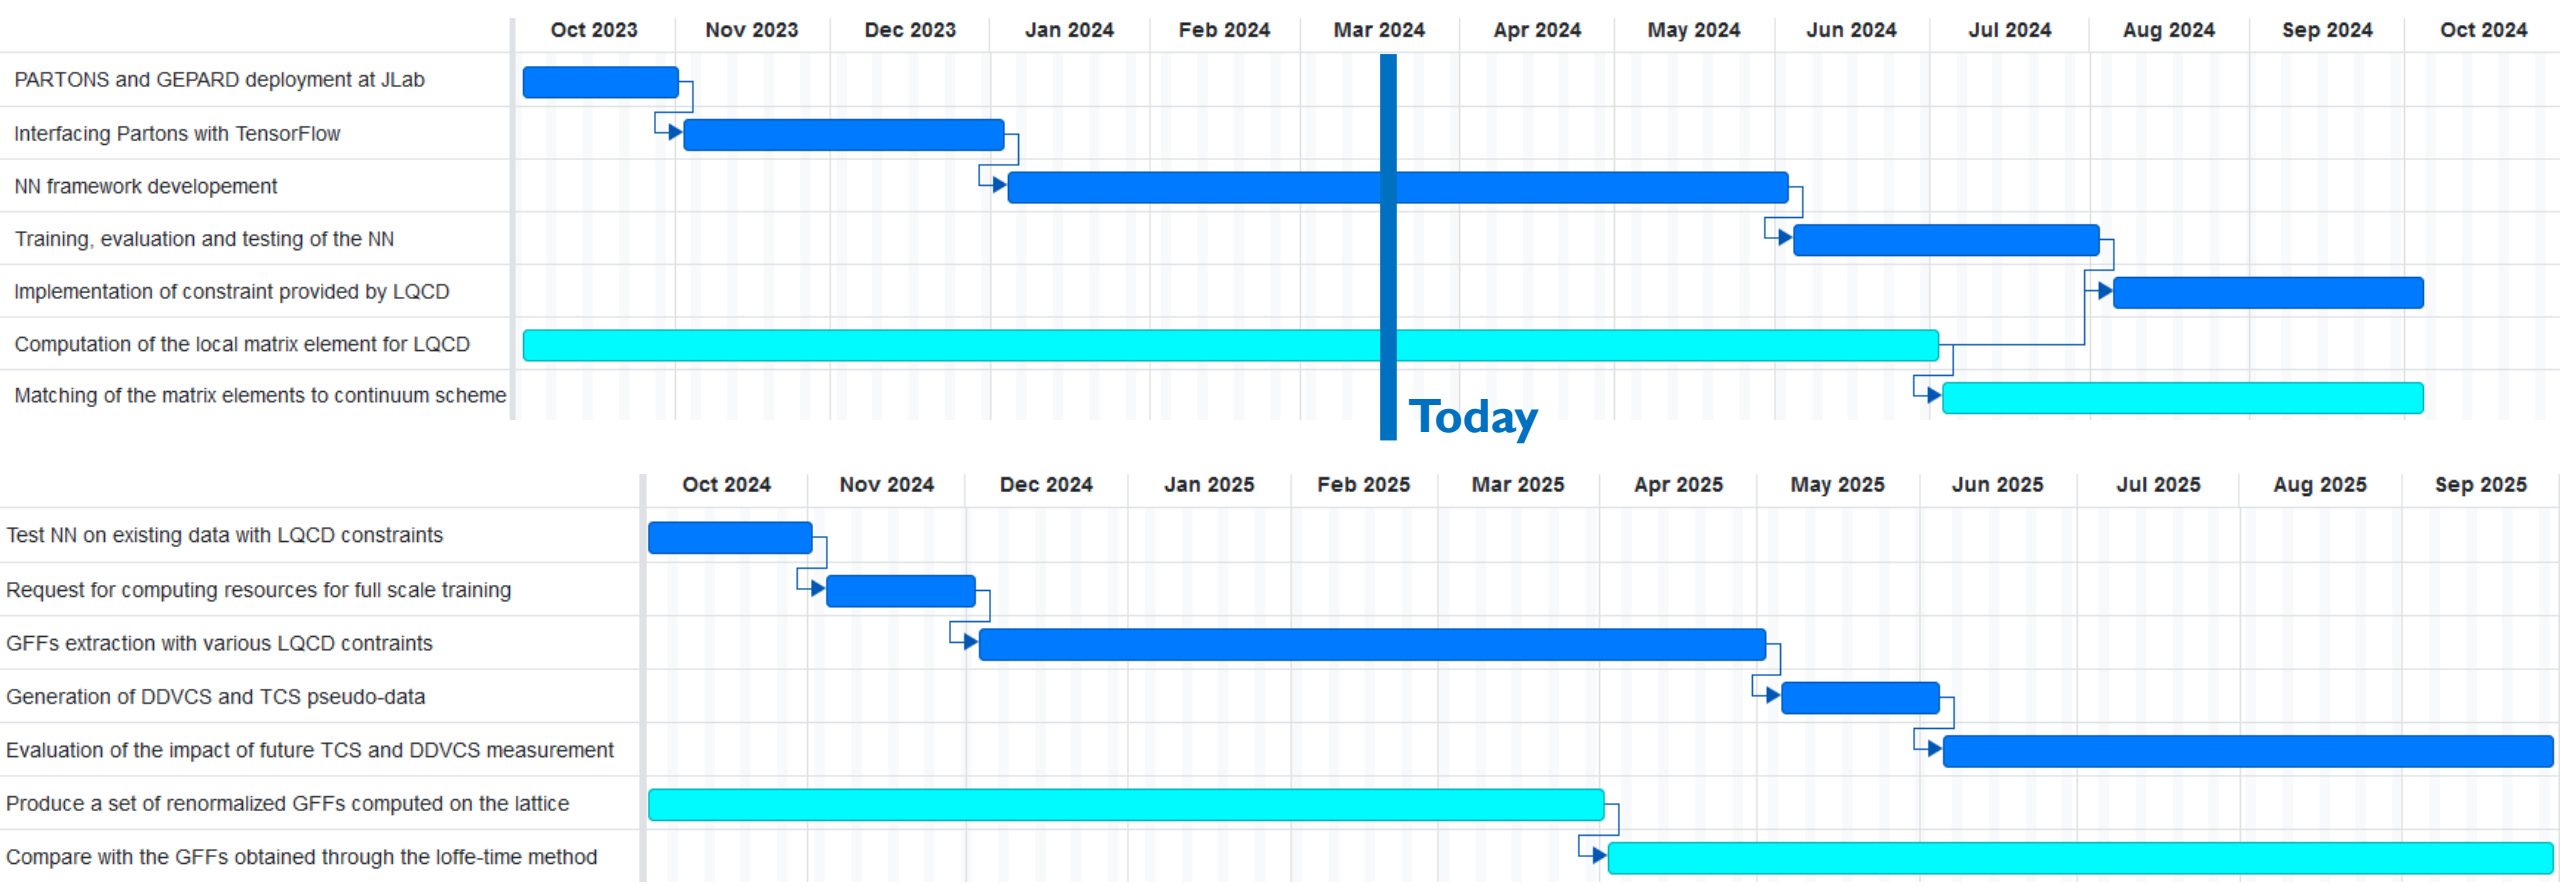 Oct 2023 Nov 2023 Dec 2023 Jan 2024 Feb 2024 Mar 2024 Apr 2024 May 2024 Jun 2024 Jul 2024 Aug 2024 Sep 2024 Oct 2024
PARTONS and GEPARD deployment at JLab
Interfacing Partons with TensorFlow
NN framework developement
Training, evaluation and testing of the NN
Implementation of constraint provided by LQCD
Computation of the local matrix element for LQCD
Matching of the matrix elements to continuum scheme
Today
Oct 2024 Nov 2024 Dec 2024 Jan 2025 Feb 2025 Mar 2025 Apr 2025 May 2025 Jun 2025 Jul 2025 Aug 2025 Sep 2025
Test NN on existing data with LQCD constraints
Request for computing resources for full scale training
GFFs extraction with various LQCD contraints
Generation of DDVCS and TCS pseudo-data
Evaluation of the impact of future TCS and DDVCS measurement
Produce a set of renormalized GFFs computed on the lattice
Compare with the GFFs obtained through the Ioffe-time method